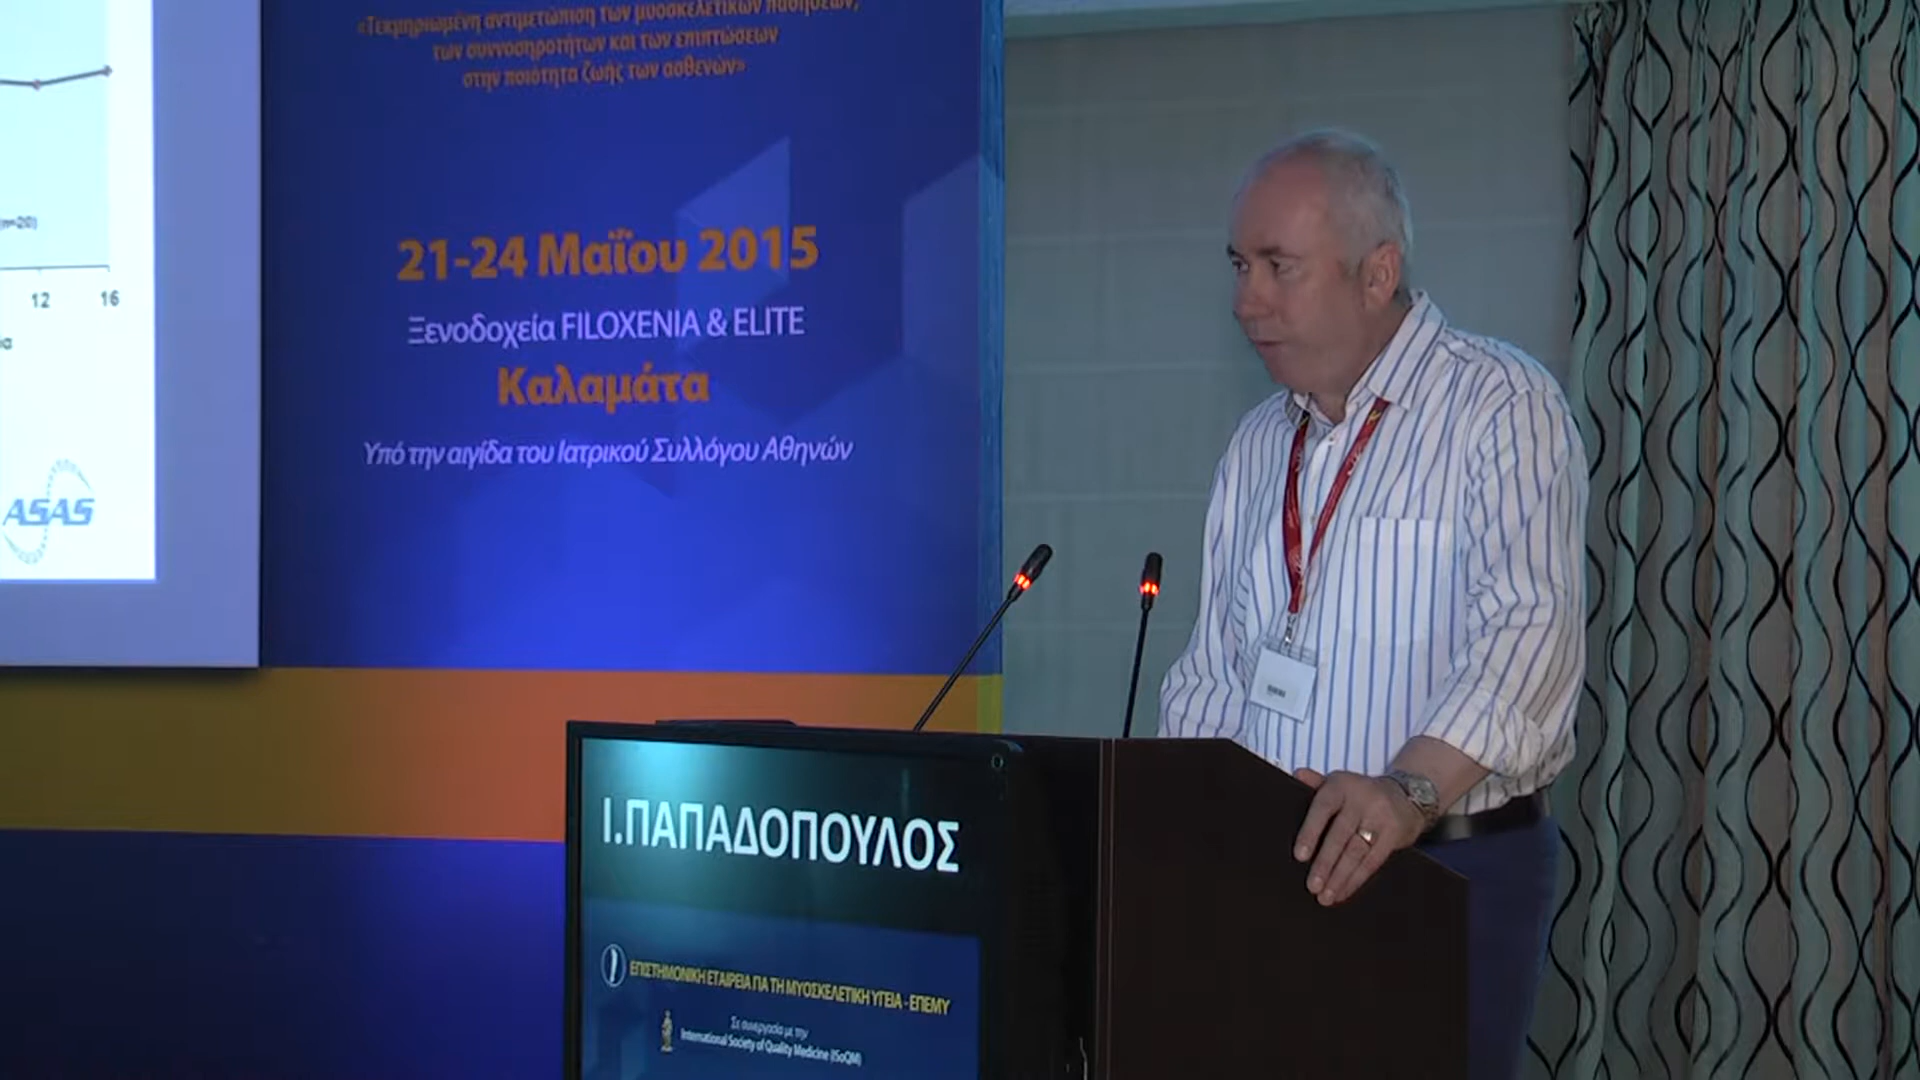 (n=20)
12 16
ASAS
«Τεκμηριωμένη αντιμετώπιση των μυοσκελετικών παθήσεων,
των συννοσηροτήτων και των επιπτώσεων
στην ποιότητα ζωής των ασθενών»
21-24 Μαΐου 2015
Ξενοδοχεία FILOXENIA & ELITE
Καλαμάτα
Υπό την αιγίδα του Ιατρικού Συλλόγου Αθηνών
Ι.ΠΑΠΑΔΟΠΟΥΛΟΣ
ΕΠΙΣΤΗΜΟΝΙΚΗ ΕΤΑΙΡΕΙΑ ΓΙΑ ΤΗ ΜΥΟΣΚΕΛΕΤΙΚΗ ΥΓΕΙΑ - ΕΠΕΜΥ
Σε συνεργασία με την
International Society of Quality Medicine (ISoQM)